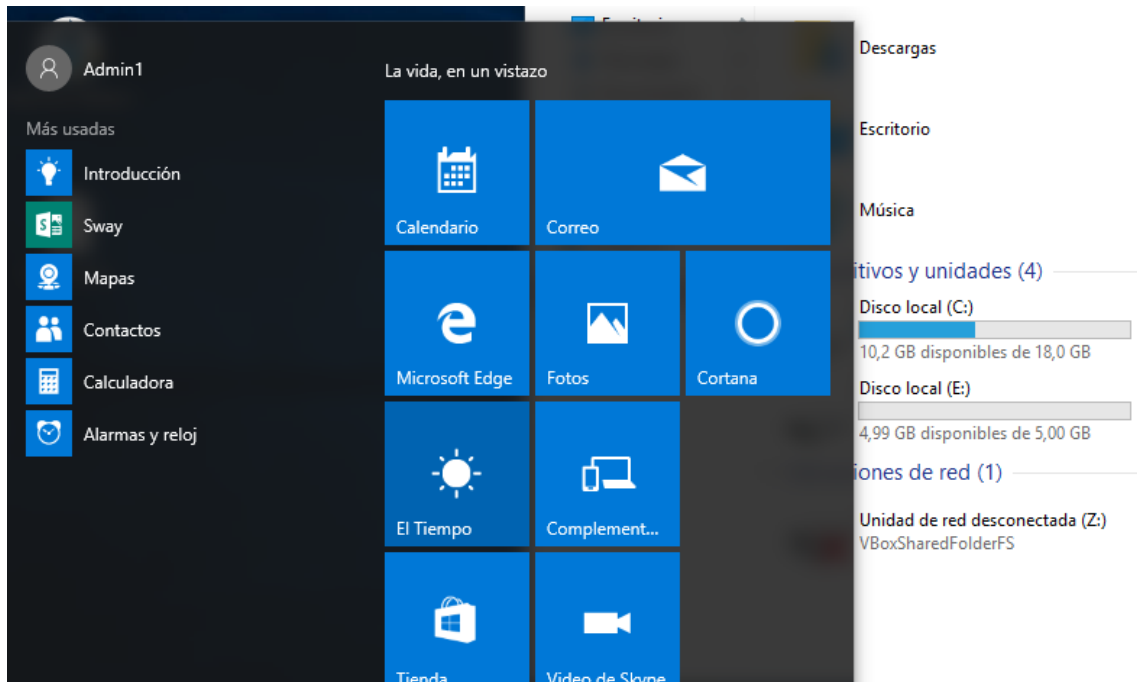 Admin1
Más usadas
Introducción
Sway
Mapas
Contactos
Calculadora
Alarmas y reloj
La vida, en un vistazo
Calendario
Correo
Microsoft Edge
Fotos
Cortana
El Tiempo
Complement...
Tienda
Video de Skype
Descargas
Escritorio
Música
itivos y unidades (4)
Disco local (C:)
10,2 GB disponibles de 18,0 GB
Disco local (E:)
4,99 GB disponibles de 5,00 GB
iones de red (1)
Unidad de red desconectada (Z:)
VBoxSharedFolderFS